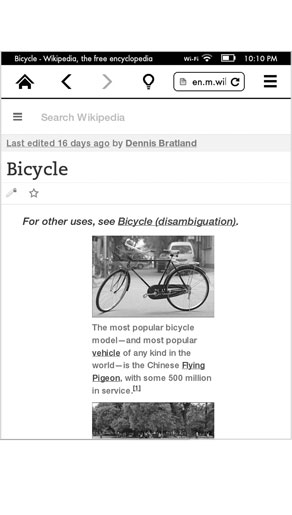 Bicycle - Wikipedia, the free encyclopedia Wi-Fi 10:10 PM
en.m.wil
Search Wikipedia
Last edited 16 days ago by Dennis Bratland
Bicycle
For other uses, see Bicycle (disambiguation).
The most popular bicycle
model—and most popular
vehicle of any kind in the
world—is the Chinese Flying
Pigeon, with some 500 million
in service.[1]